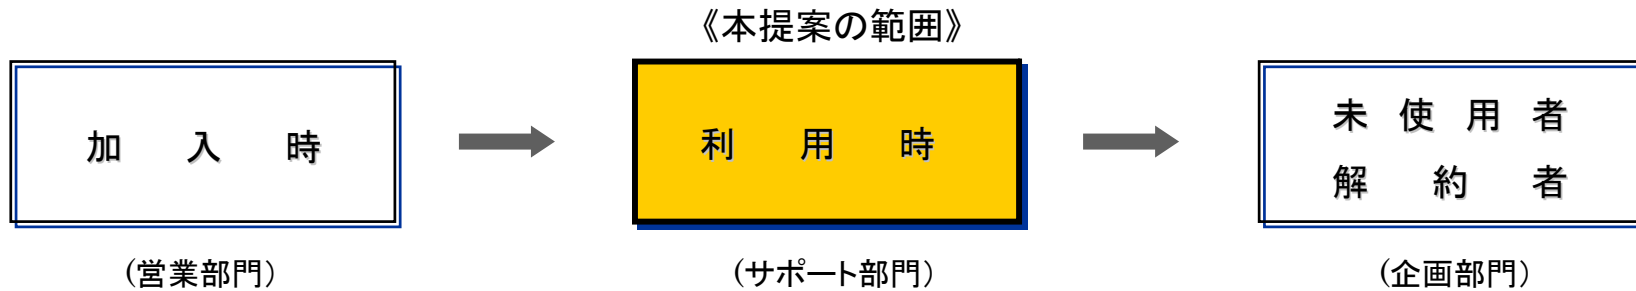 《本提案の範囲》
加入時
利用時
未使用者
解約者
(営業部門)
(サポート部門)
(企画部門)